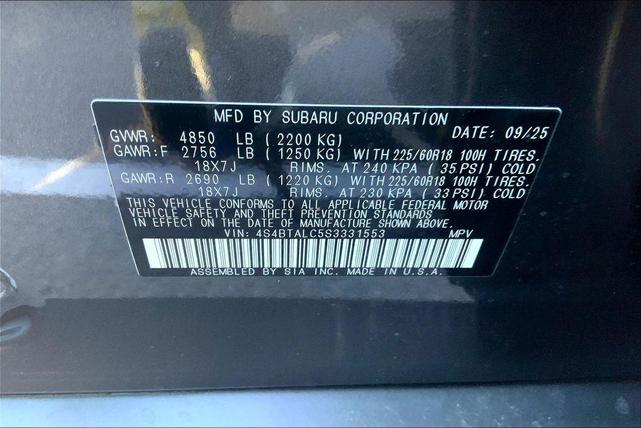 MFD BY SUBARU CORPORATION
GVWR: 4850 LB (2200 KG) DATE: 09/25
GAWR:F 2756 LB (1250 KG) WITH 225/60R18 100H TIRES.
18X7J RIMS. AT 240 KPA (35 PSI) COLD
GAWR:R 2690 LB (1220 KG) WITH 225/60R18 100H TIRES.
18X7J RIMS. AT 230 KPA (33 PSI) COLD
THIS VEHICLE CONFORMS TO ALL APPLICABLE FEDERAL MOTOR
VEHICLE SAFETY AND THEFT PREVENTION STANDARDS
IN EFFECT ON THE DATE OF MANUFACTURE SHOWN ABOVE.
VIN: 4S4BTALC5S3331553 MPV
ASSEMBLED BY SIA INC. MADE IN U.S.A.